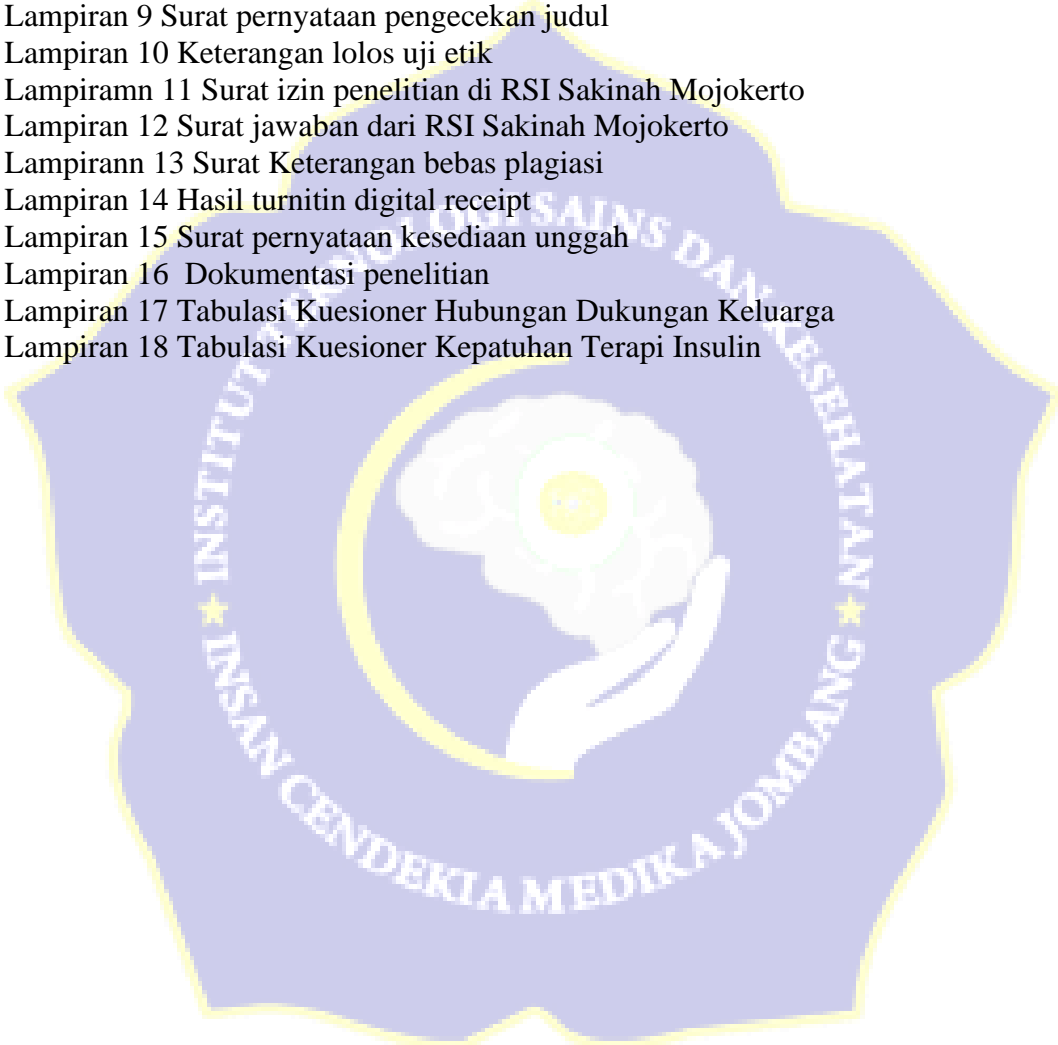 Lampiran 9 Surat pernyataan pengecekan judul
Lampiran 10 Keterangan lolos uji etik
Lampiramn 11 Surat izin penelitian di RSI Sakinah Mojokerto
Lampiran 12 Surat jawaban dari RSI Sakinah Mojokerto
Lampirann 13 Surat Keterangan bebas plagiasi
Lampiran 14 Hasil turnitin digital receipt
Lampiran 15 Surat pernyataan kesediaan unggah
Lampiran 16 Dokumentasi penelitian
Lampiran 17 Tabulasi Kuesioner Hubungan Dukungan Keluarga
Lampiran 18 Tabulasi Kuesioner Kepatuhan Terapi Insulin
INSTITUT TEKNOLOGI SAINS DAN KESEHATAN
INSAN CENDEKIA MEDIKA JOMBANG